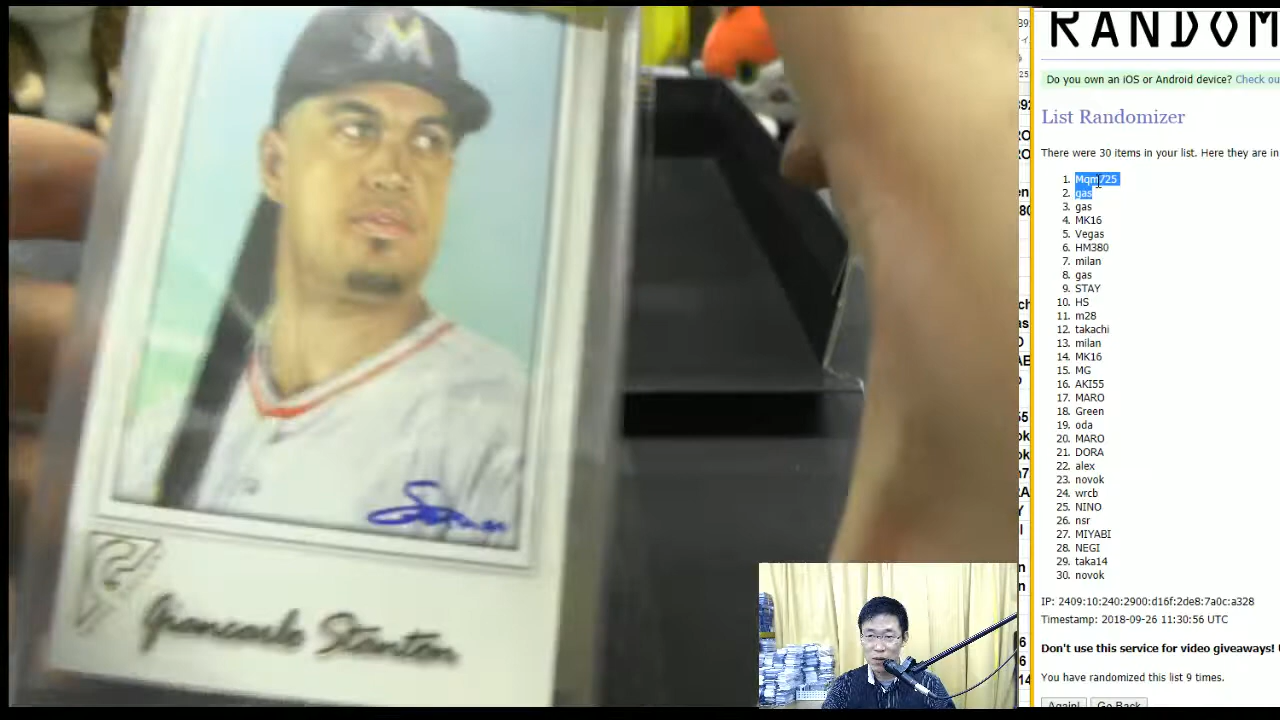 M
Giancarlo Stanton
RANDOM
Do you own an iOS or Android device? Check ou
List Randomizer
There were 30 items in your list. Here they are in
1. Mqm725
2. gas
3. gas
4. MK16
5. Vegas
6. HM380
7. milan
8. gas
9. STAY
10. HS
11. m28
12. takachi
13. milan
14. MK16
15. MG
16. AKI55
17. MARO
18. Green
19. oda
20. MARO
21. DORA
22. alex
23. novok
24. wrcb
25. NINO
26. nsr
27. MIYABI
28. NEGI
29. taka14
30. novok
IP: 2409:10:240:2900:d16f:2de8:7a0c:a328
Timestamp: 2018-09-26 11:30:56 UTC
Don't use this service for video giveaways!
You have randomized this list 9 times.
Again! Go Back